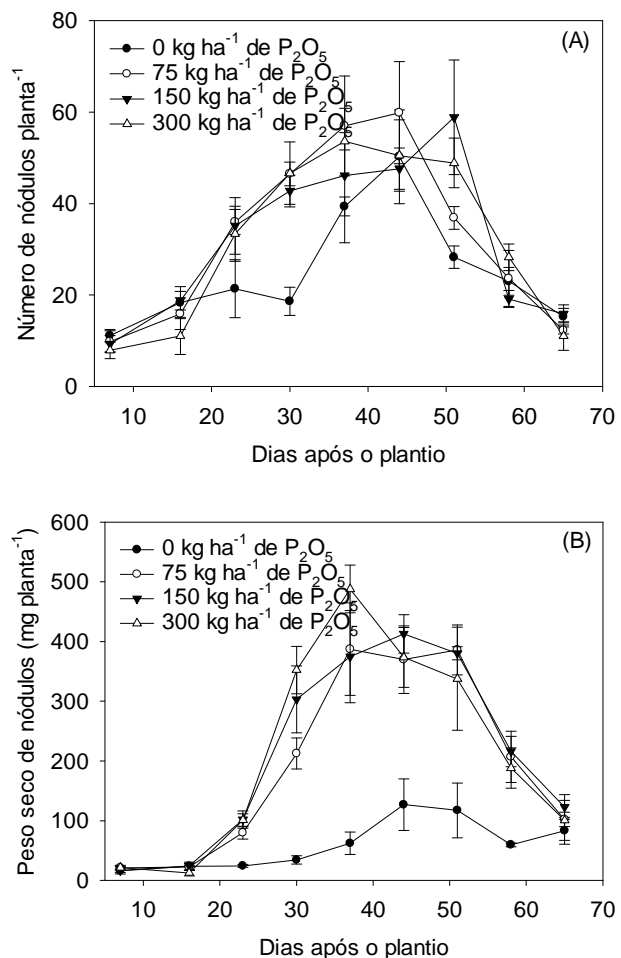 (A)
0 kg ha⁻¹ de P₂O₅
75 kg ha⁻¹ de P₂O₅
150 kg ha⁻¹ de P₂O₅
300 kg ha⁻¹ de P₂O₅
Número de nódulos planta⁻¹
80
60
40
20
0
10 20 30 40 50 60 70
Dias após o plantio
(B)
0 kg ha⁻¹ de P₂O₅
75 kg ha⁻¹ de P₂O₅
150 kg ha⁻¹ de P₂O₅
300 kg ha⁻¹ de P₂O₅
Peso seco de nódulos (mg planta⁻¹)
600
500
400
300
200
100
0
10 20 30 40 50 60 70
Dias após o plantio